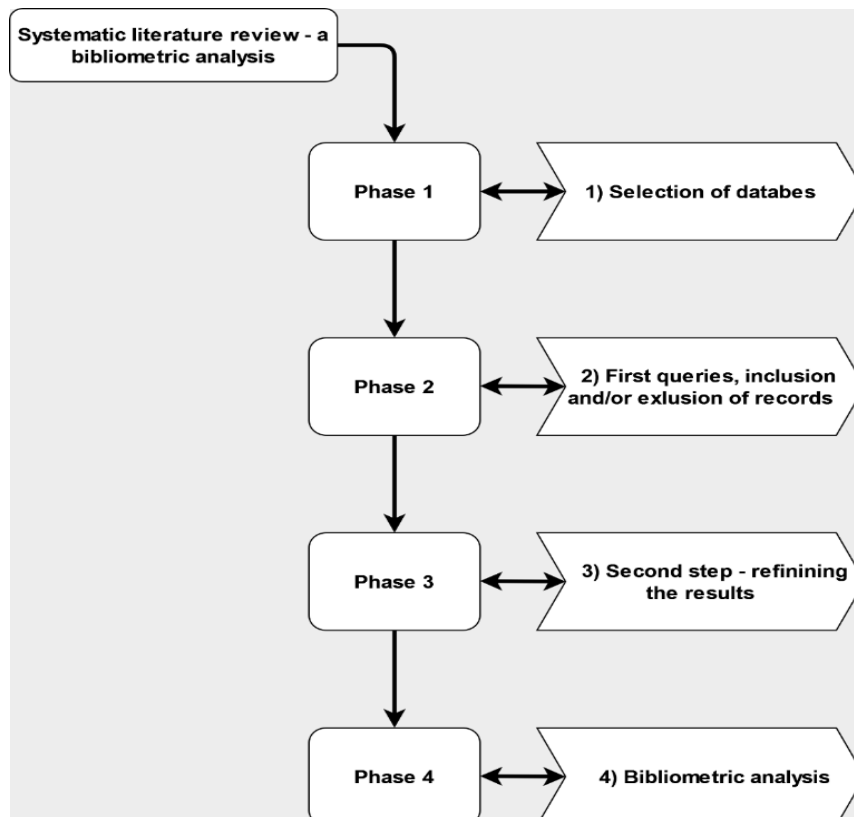 Systematic literature review - a
bibliometric analysis
Phase 1
1) Selection of databes
Phase 2
2) First queries, inclusion
and/or exlusion of records
Phase 3
3) Second step - refinining
the results
Phase 4
4) Bibliometric analysis